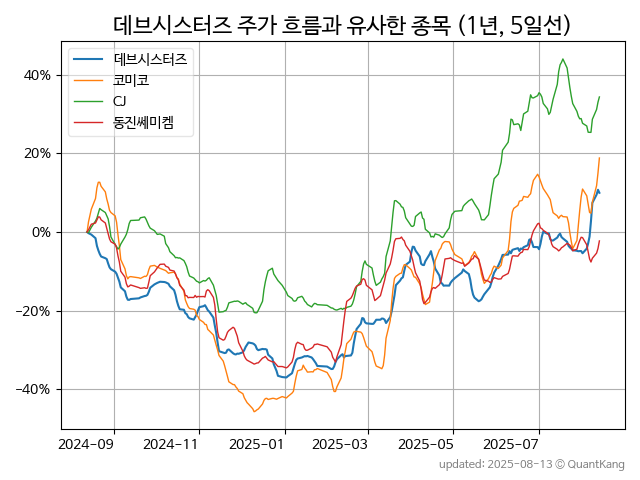 데브시스터즈 주가 흐름과 유사한 종목 (1년, 5일선)
데브시스터즈
코미코
CJ
동진쎄미켐
40%
20%
0%
−20%
−40%
2024−09
2024−11
2025−01
2025−03
2025−05
2025−07
updated: 2025-08-13 © QuantKang